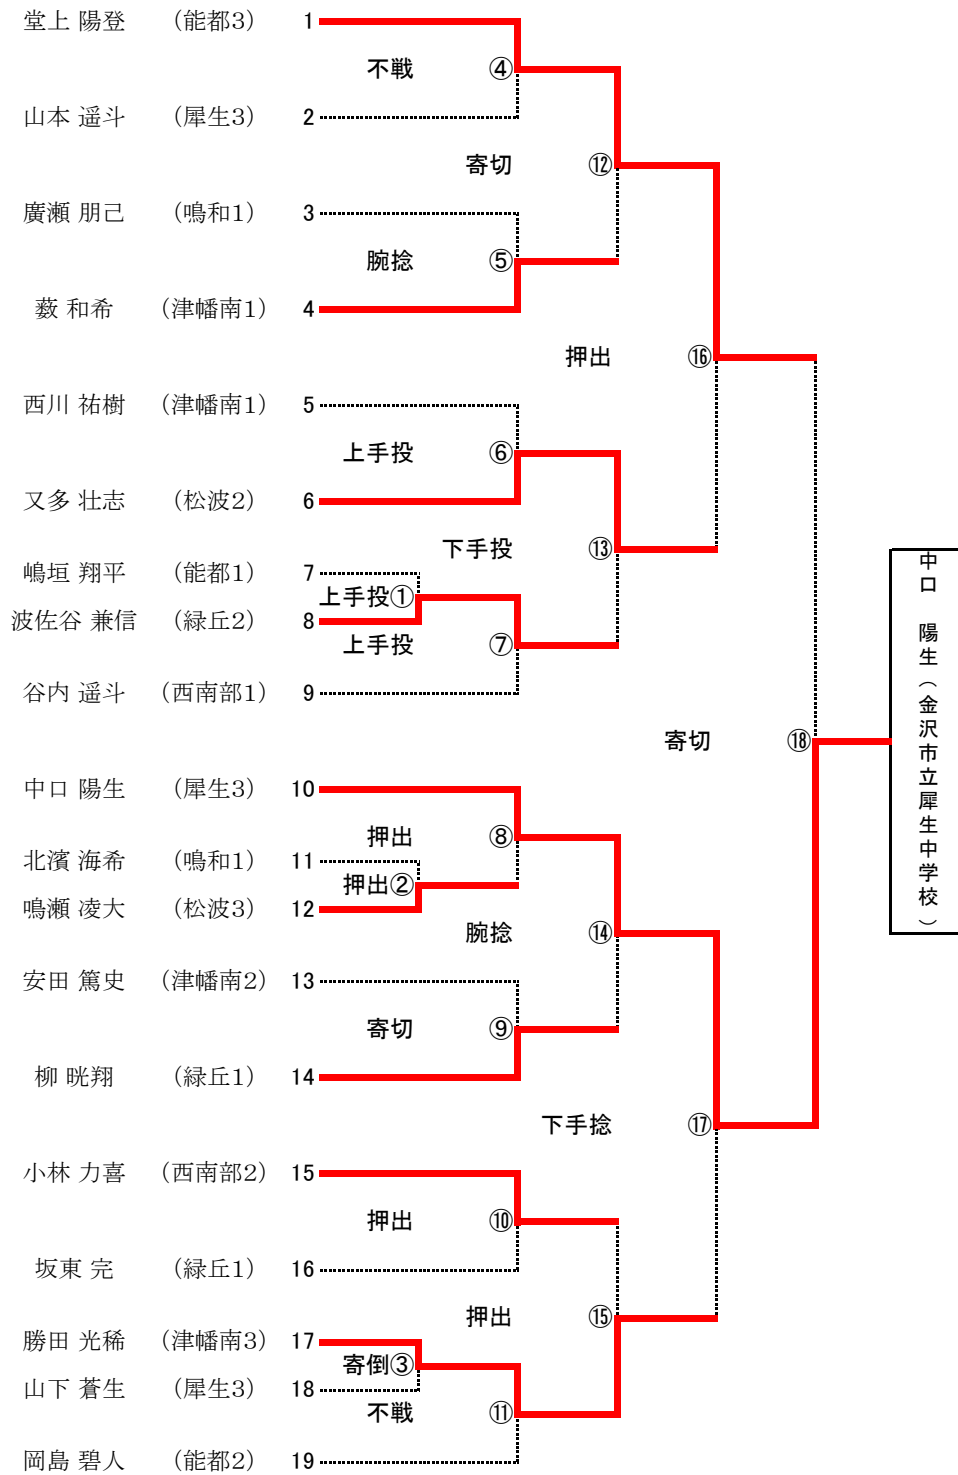 堂上 陽登 （能都3） 1
不戦 ④
山本 遥斗 （犀生3） 2
寄切 ⑫
廣瀬 朋己 （鳴和1） 3
腕捻 ⑤
薮 和希 （津幡南1） 4
押出 ⑯
西川 祐樹 （津幡南1） 5
上手投 ⑥
又多 壮志 （松波2） 6
下手投 ⑬
嶋垣 翔平 （能都1） 7
上手投①
波佐谷 兼信 （緑丘2） 8
上手投 ⑦
谷内 遥斗 （西南部1） 9
寄切 ⑱
中口 陽生（金沢市立犀生中学校）
中口 陽生 （犀生3） 10
押出 ⑧
北濱 海希 （鳴和1） 11
押出②
鳴瀬 凌大 （松波3） 12
腕捻 ⑭
安田 篤史 （津幡南2） 13
寄切 ⑨
柳 晄翔 （緑丘1） 14
下手捻 ⑰
小林 力喜 （西南部2） 15
押出 ⑩
坂東 完 （緑丘1） 16
押出 ⑮
勝田 光稀 （津幡南3） 17
寄倒③
山下 蒼生 （犀生3） 18
不戦 ⑪
岡島 碧人 （能都2） 19